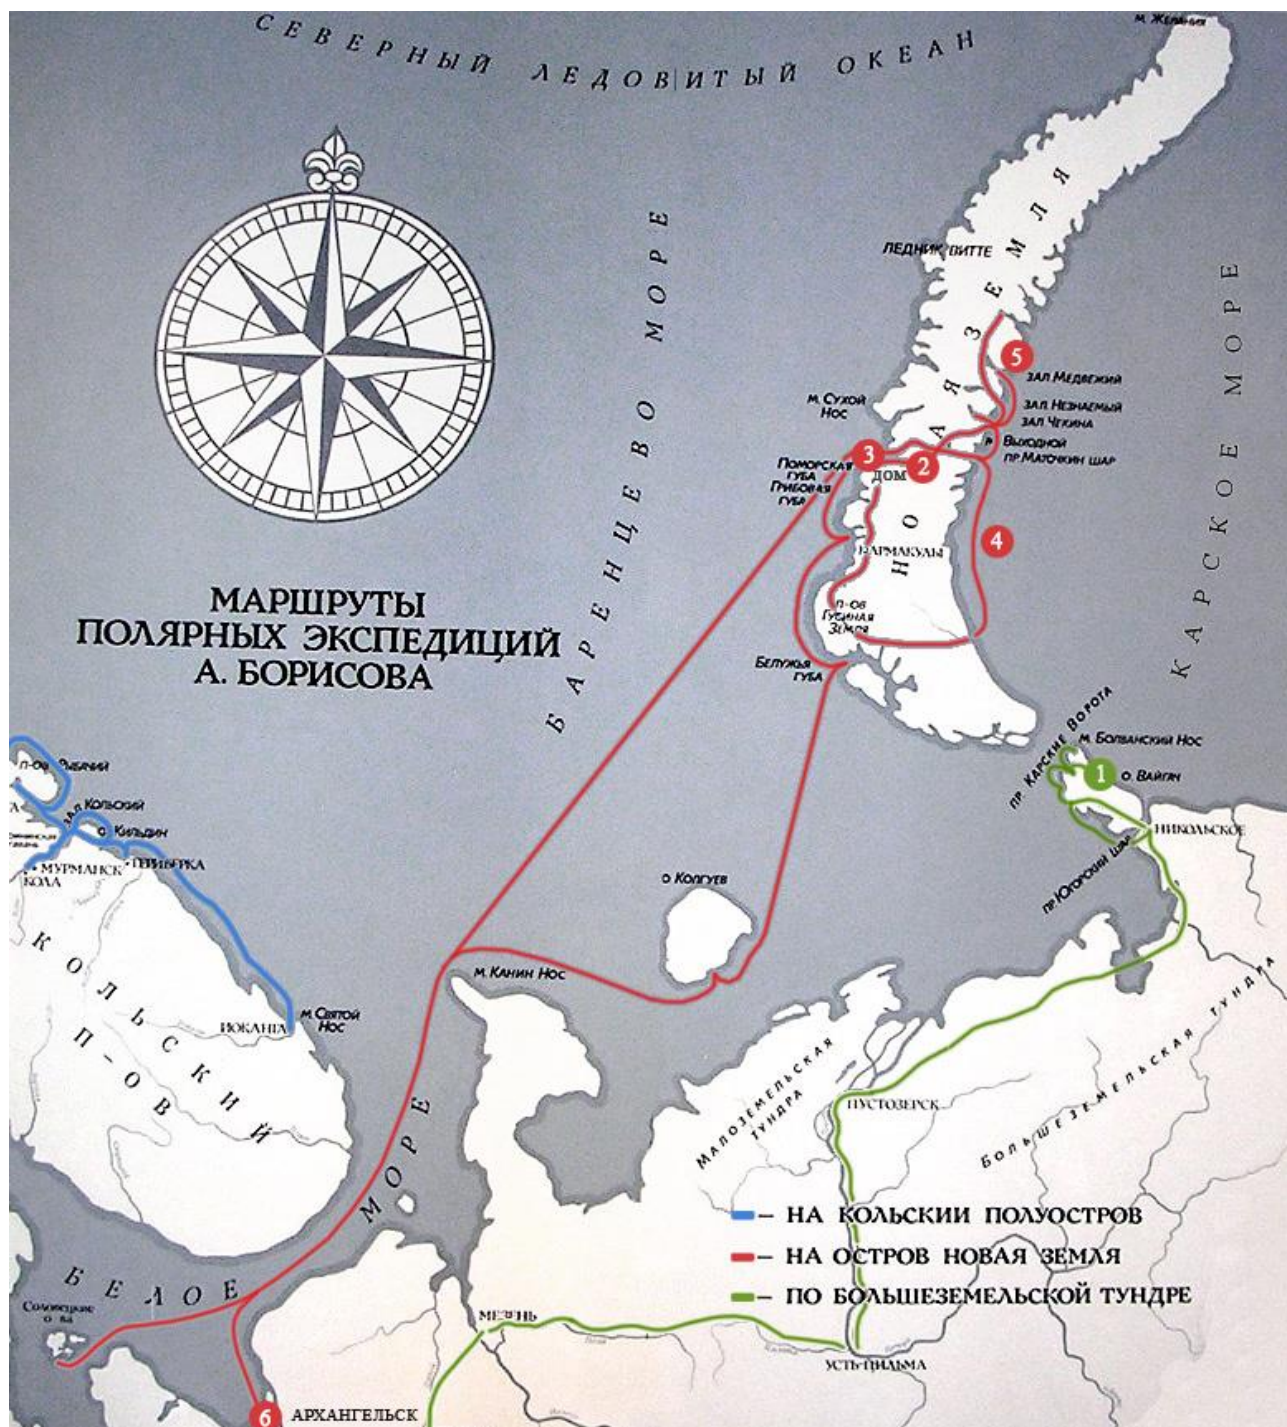 СЕВЕРНЫЙ ЛЕДОВИТЫЙ ОКЕАН
М. ЖЕЛАНИЯ
НОВАЯ ЗЕМЛЯ
ЛЕДНИК ВИТТЕ
БАРЕНЦЕВО МОРЕ
КАРСКОЕ МОРЕ
5
ЗАЛ. МЕДВЕЖИЙ
М. СУХОЙ
НОС
ЗАЛ. НЕЗНАЕМЫЙ
ЗАЛ. ЧЕКИНА
ВЫХОДНОЙ
ПР. МАТОЧКИН ШАР
3
2
ПОМОРСКАЯ
ГУБА
ДОМ
ГРИБОВАЯ
ГУБА
4
КАРМАКУЛЫ
П-ОВ
ГУСИНАЯ
ЗЕМЛЯ
БЕЛУЖЬЯ
ГУБА
МАРШРУТЫ
ПОЛЯРНЫХ ЭКСПЕДИЦИЙ
А. БОРИСОВА
ПР. КАРСКИЕ ВОРОТА
М. БОЛВАНСКИЙ НОС
1
О. ВАЙГАЧ
НИКОЛЬСКОЕ
ПР. ЮГОРСКИЙ ШАР
П-ОВ РЫБАЧИЙ
ЗАЛ. КОЛЬСКИЙ
О. КИЛЬДИН
МУРМАНСК
КОЛА
ТЕРИБЕРКА
О КОЛГУЕВ
М. КАНИН НОС
КОЛЬСКИЙ
П-ОВ
М. СВЯТОЙ
НОС
ИОКАНГА
МАЛОЗЕМЕЛЬСКАЯ
ТУНДРА
ПУСТОЗЕРСК
БОЛЬШЕЗЕМЕЛЬСКАЯ ТУНДРА
БЕЛОЕ МОРЕ
– НА КОЛЬСКИЙ ПОЛУОСТРОВ
– НА ОСТРОВ НОВАЯ ЗЕМЛЯ
– ПО БОЛЬШЕЗЕМЕЛЬСКОЙ ТУНДРЕ
СОЛОВЕЦКИЕ
О-ВА
МЕЗЕНЬ
УСТЬ-ЦИЛЬМА
6
АРХАНГЕЛЬСК